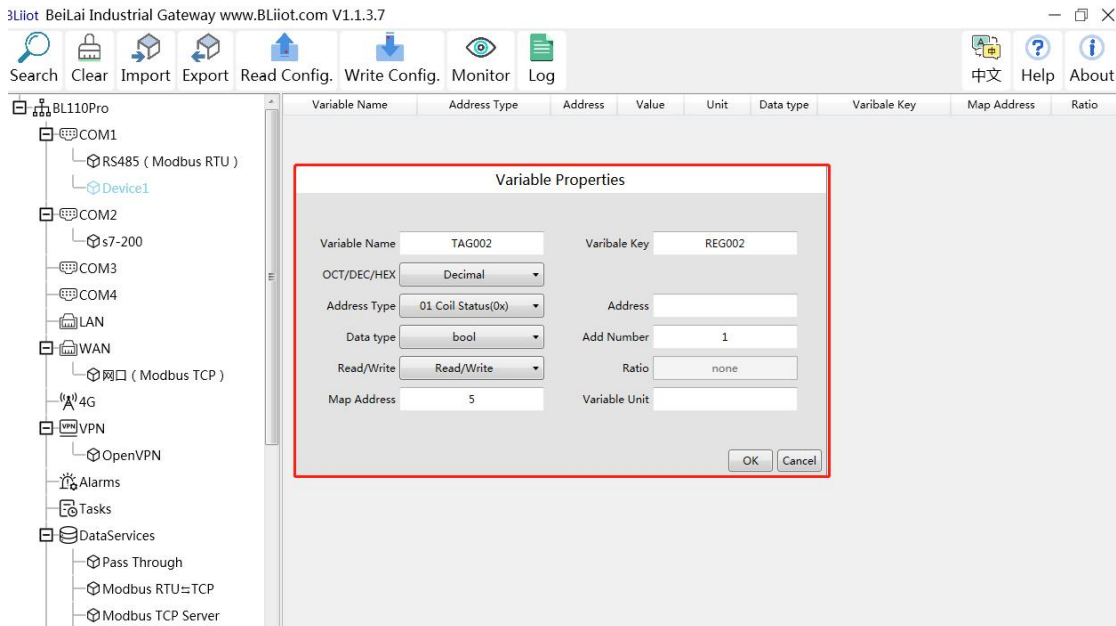 BLiiot BeiLai Industrial Gateway www.BLiiot.com V1.1.3.7
Search Clear Import Export Read Config. Write Config. Monitor Log 中文 Help About
Variable Name Address Type Address Value Unit Data type Varibale Key Map Address Ratio
BL110Pro
COM1
RS485 ( Modbus RTU )
Device1
COM2
s7-200
COM3
COM4
LAN
WAN
网口 ( Modbus TCP )
4G
VPN
OpenVPN
Alarms
Tasks
DataServices
Pass Through
Modbus RTU⇆TCP
Modbus TCP Server
Variable Properties
Variable Name TAG002 Varibale Key REG002
OCT/DEC/HEX Decimal
Address Type 01 Coil Status(0x) Address
Data type bool Add Number 1
Read/Write Read/Write Ratio none
Map Address 5 Variable Unit
OK Cancel